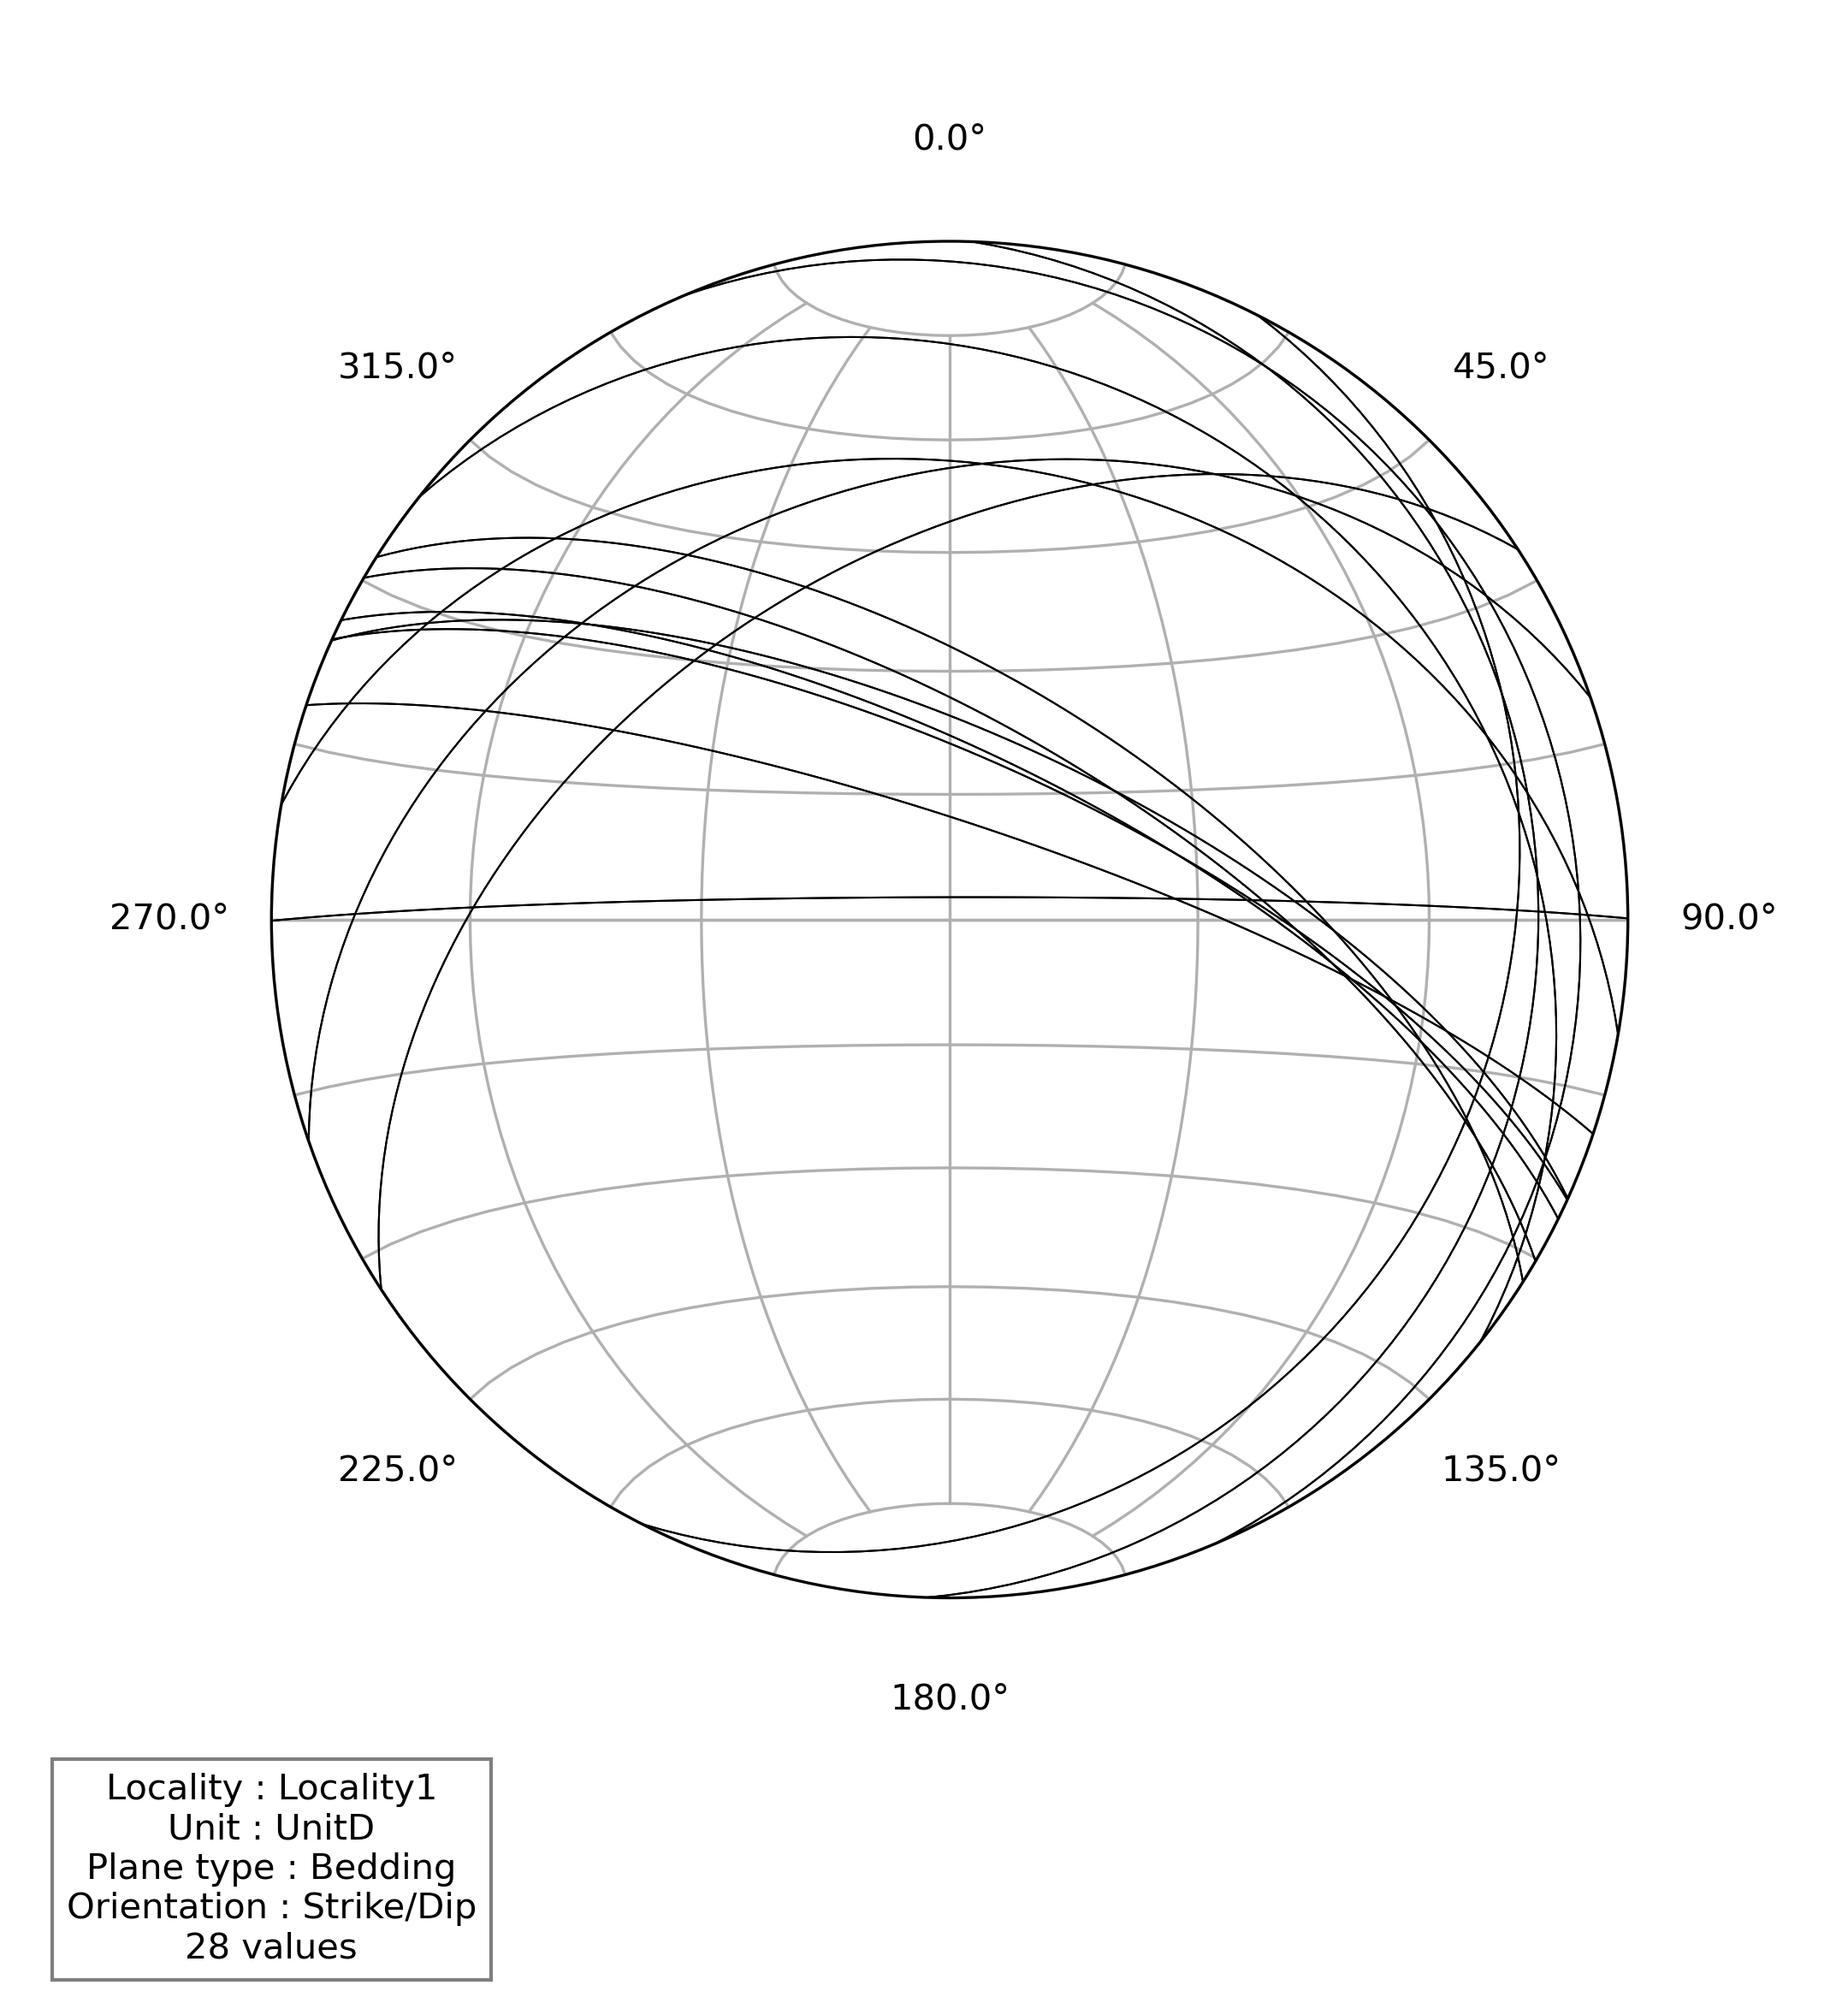 0.0°
315.0°
45.0°
270.0°
90.0°
225.0°
135.0°
180.0°
Locality : Locality1
Unit : UnitD
Plane type : Bedding
Orientation : Strike/Dip
28 values